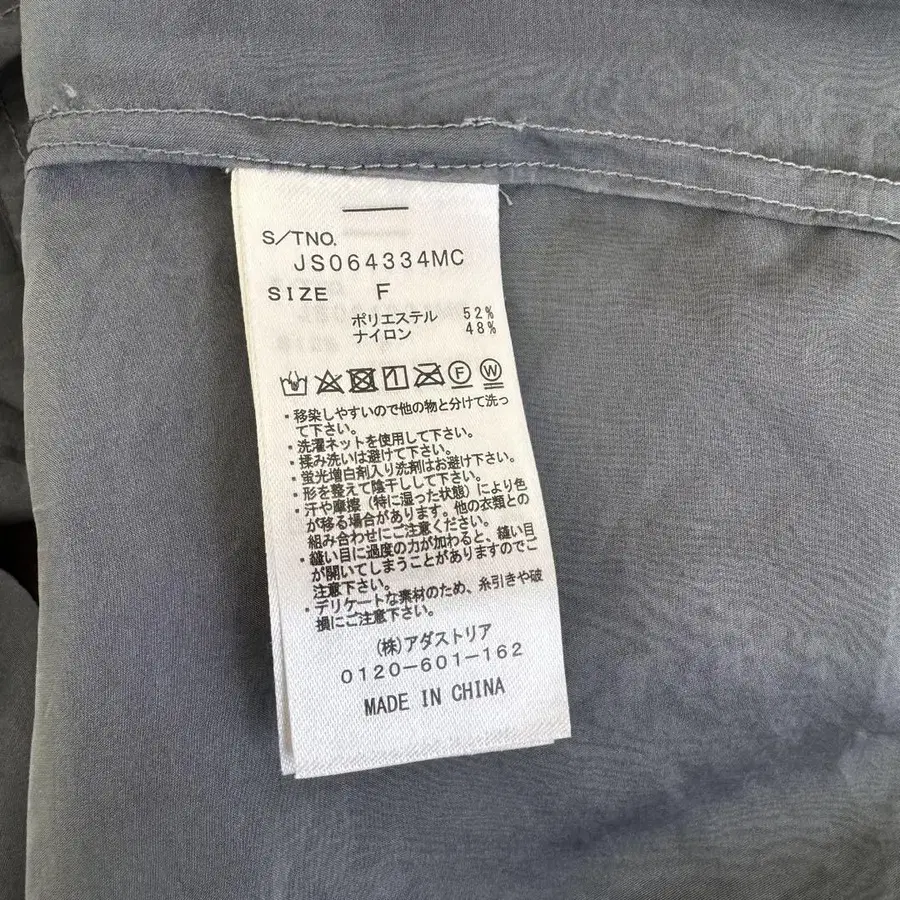 S/TNO.
JS064334MC
SIZE F
ポリエステル 52%
ナイロン 48%
・移染しやすいので他の物と分けて洗っ
て下さい。
・洗濯ネットを使用して下さい。
・揉み洗いは避けて下さい。
・蛍光増白剤入り洗剤はお避け下さい。
・形を整えて陰干しして下さい。
・汗や摩擦(特に湿った状態)により色
が移る場合があります。他の衣類との
組み合わせにご注意ください。
・縫い目に過度の力が加わると、縫い目
が開いてしまうことがありますのでご
注意下さい。
・デリケートな素材のため、糸引きや破
損にご注意下さい。
(株)アダストリア
0120-601-162
MADE IN CHINA